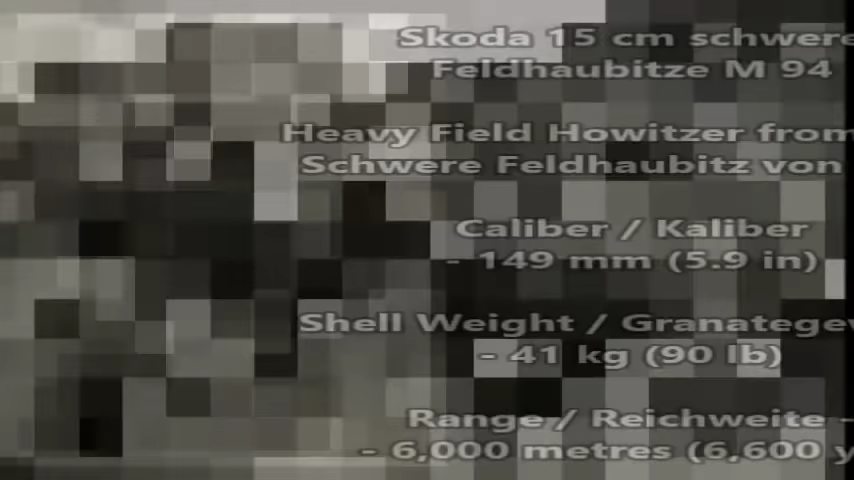 Skoda 15 cm schwere
Feldhaubitze M 94
Heavy Field Howitzer from
Schwere Feldhaubitz von
Caliber / Kaliber
- 149 mm (5.9 in)
Shell Weight / Granategew
- 41 kg (90 lb)
Range / Reichweite -
- 6,000 metres (6,600 y